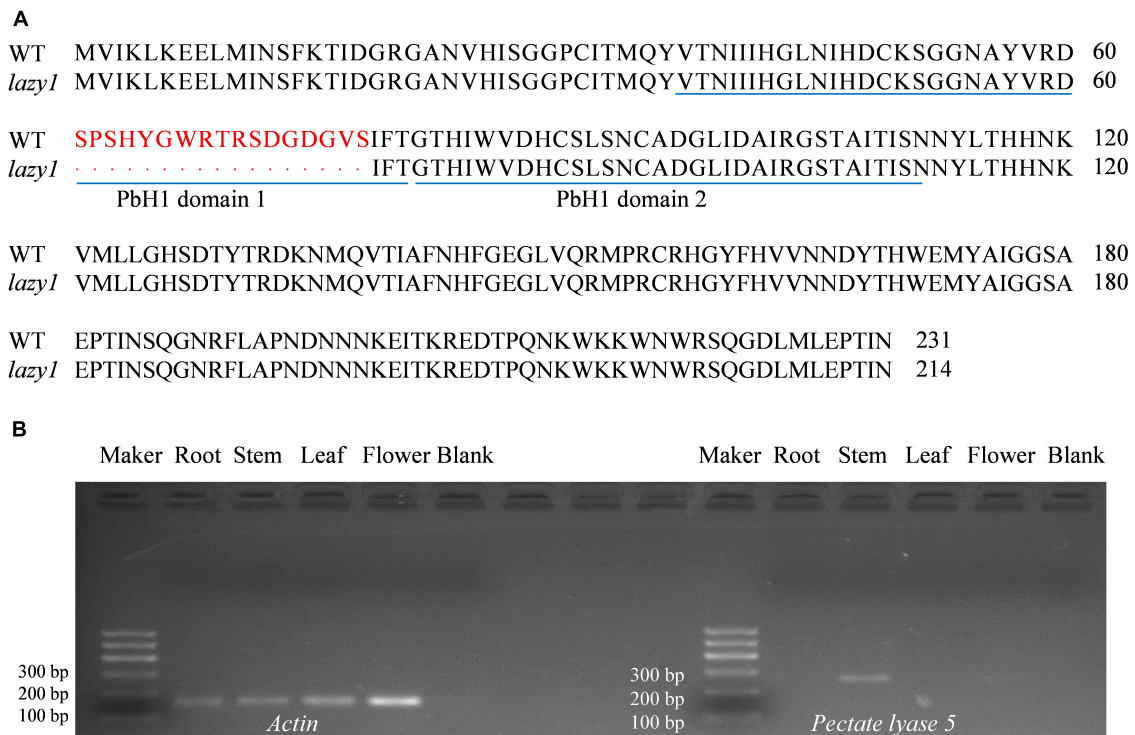 A
WT MVIKLKEELMINSFKTIDGRGANVHISGGPCITMQYVTNIIIHGLNIHDCKSGGNAYVRD 60
lazy1 MVIKLKEELMINSFKTIDGRGANVHISGGPCITMQYVTNIIIHGLNIHDCKSGGNAYVRD 60
WT SPSHYGWRTRSDGDGVSIFTGTHIWVDHCSLSNCADGLIDAIRGSTAITISNNYLTHHNK 120
lazy1 . . . . . . . . . . . . . . . . . IFTGTHIWVDHCSLSNCADGLIDAIRGSTAITISNNYLTHHNK 120
PbH1 domain 1 PbH1 domain 2
WT VMLLGHSDTYTRDKNMQVTIAFNHFGEGLVQRMPRCRHGYFHVVNNDYTHWEMYAIGGSA 180
lazy1 VMLLGHSDTYTRDKNMQVTIAFNHFGEGLVQRMPRCRHGYFHVVNNDYTHWEMYAIGGSA 180
WT EPTINSQGNRFLAPNDNNNKEITKREDTPQNKWKKWNWRSQGDLMLEPTIN 231
lazy1 EPTINSQGNRFLAPNDNNNKEITKREDTPQNKWKKWNWRSQGDLMLEPTIN 214
B
Maker Root Stem Leaf Flower Blank Maker Root Stem Leaf Flower Blank
300 bp 300 bp
200 bp 200 bp
100 bp 100 bp
Actin Pectate lyase 5